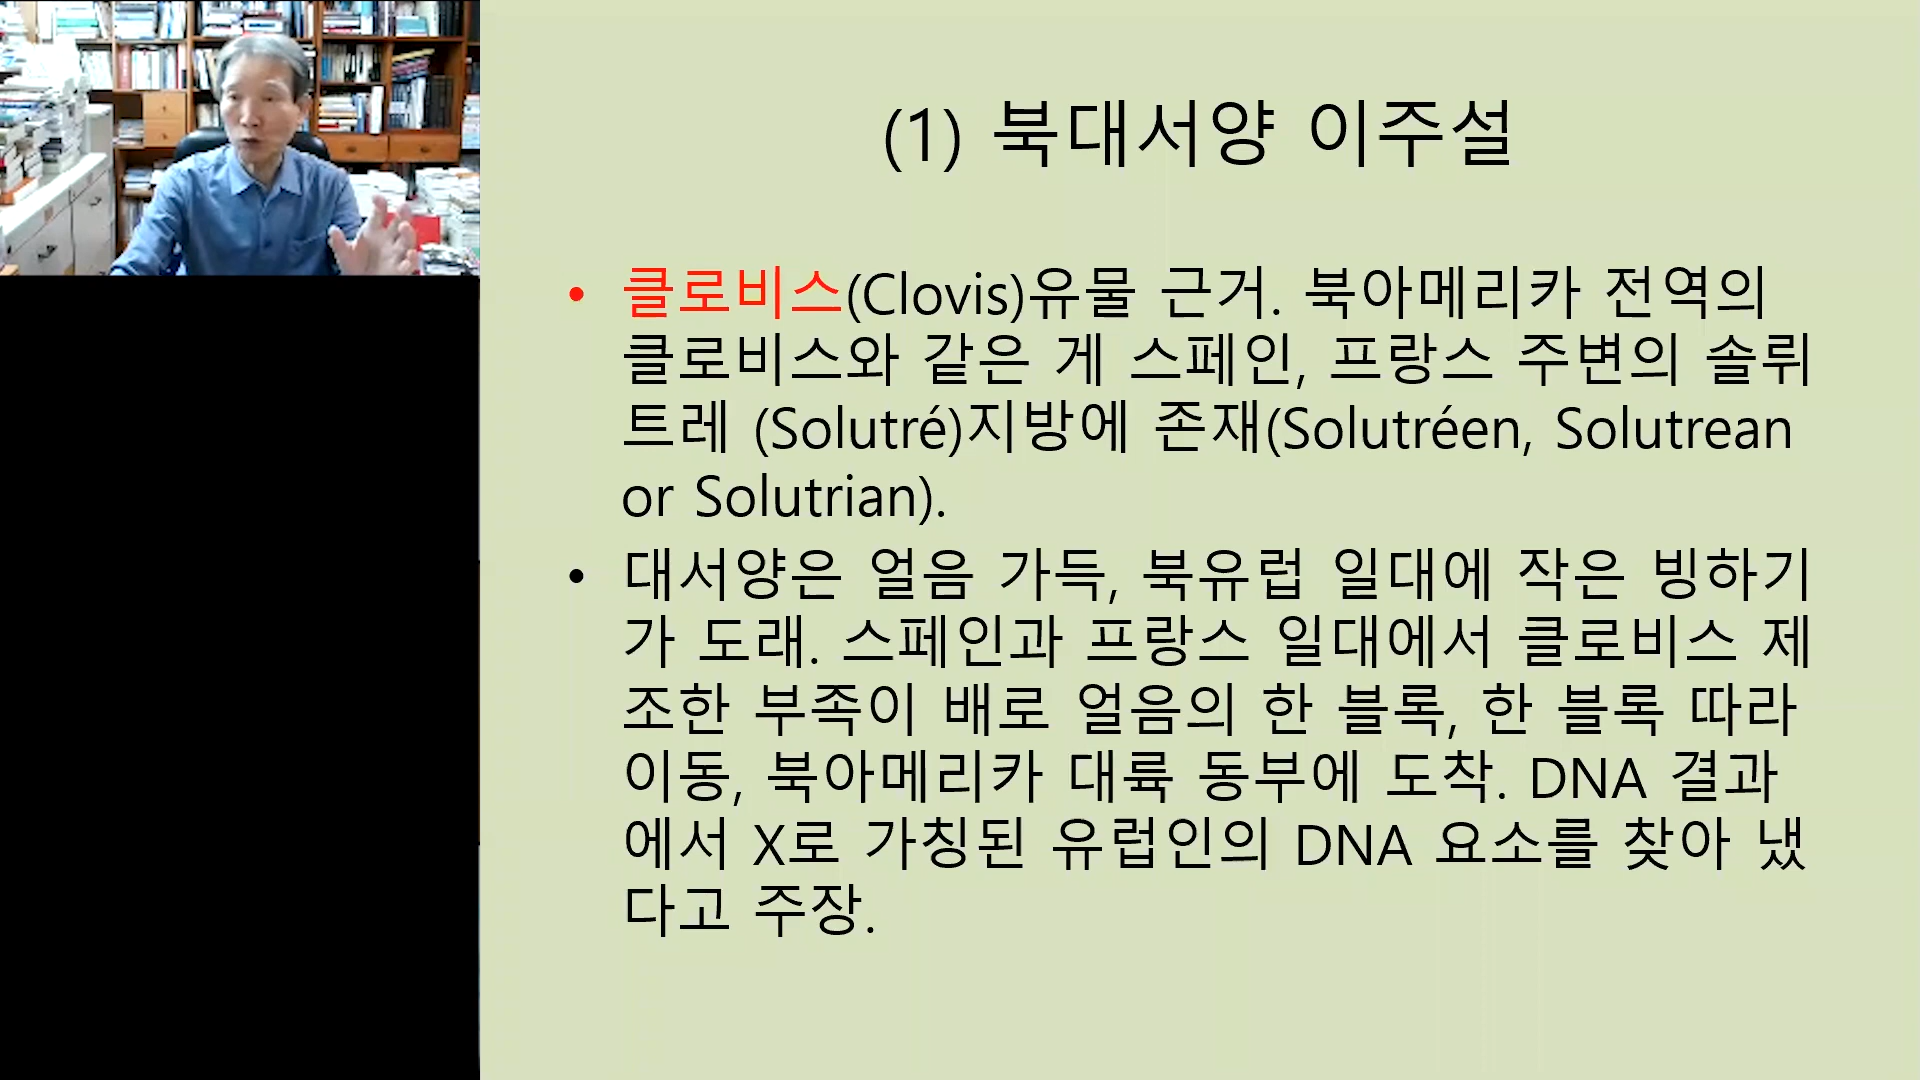 (1) 북대서양 이주설
• 클로비스(Clovis)유물 근거. 북아메리카 전역의
클로비스와 같은 게 스페인, 프랑스 주변의 솔뤼
트레 (Solutré)지방에 존재(Solutréen, Solutrean
or Solutrian).
• 대서양은 얼음 가득, 북유럽 일대에 작은 빙하기
가 도래. 스페인과 프랑스 일대에서 클로비스 제
조한 부족이 배로 얼음의 한 블록, 한 블록 따라
이동, 북아메리카 대륙 동부에 도착. DNA 결과
에서 X로 가칭된 유럽인의 DNA 요소를 찾아 냈
다고 주장.